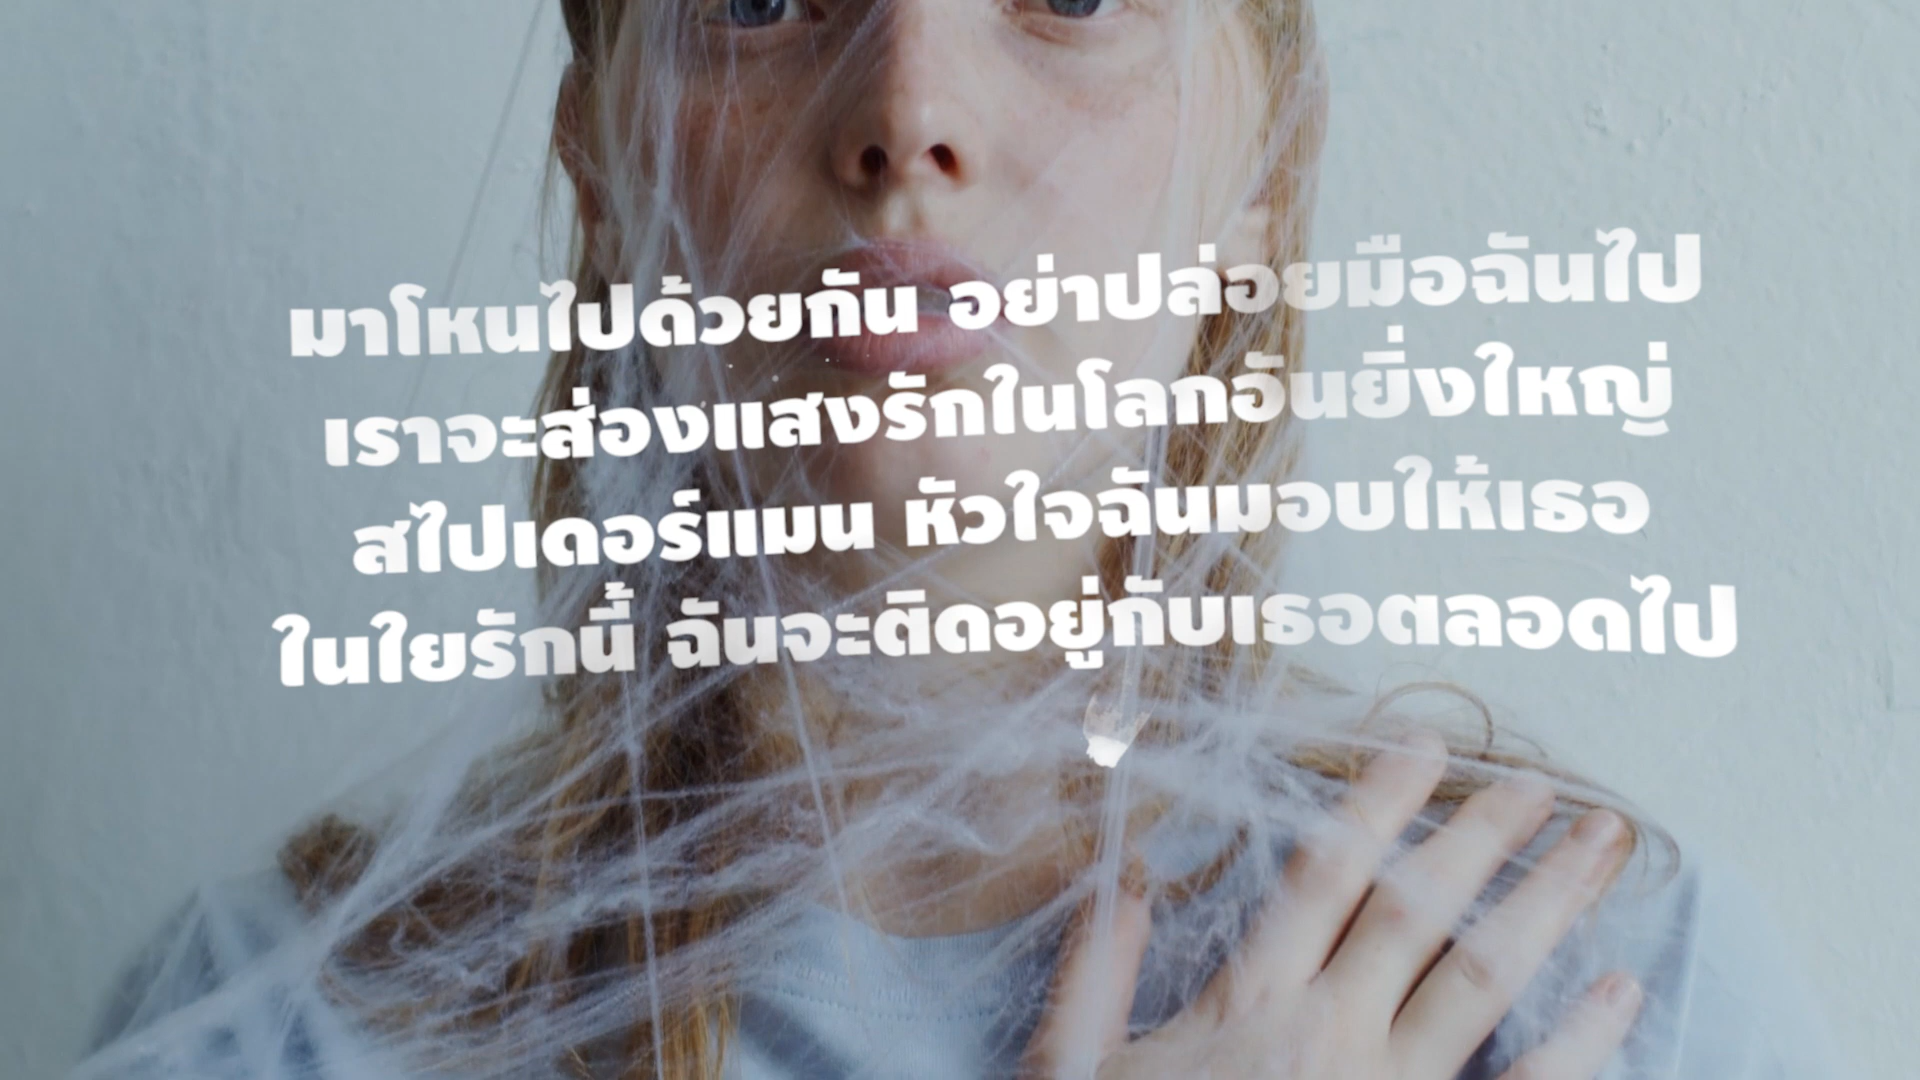 มาโหนไปด้วยกัน อย่าปล่อยมือฉันไป
เราจะส่องแสงรักในโลกอันยิ่งใหญ่
สไปเดอร์แมน หัวใจฉันมอบให้เธอ
ในใยรักนี้ ฉันจะติดอยู่กับเธอตลอดไป